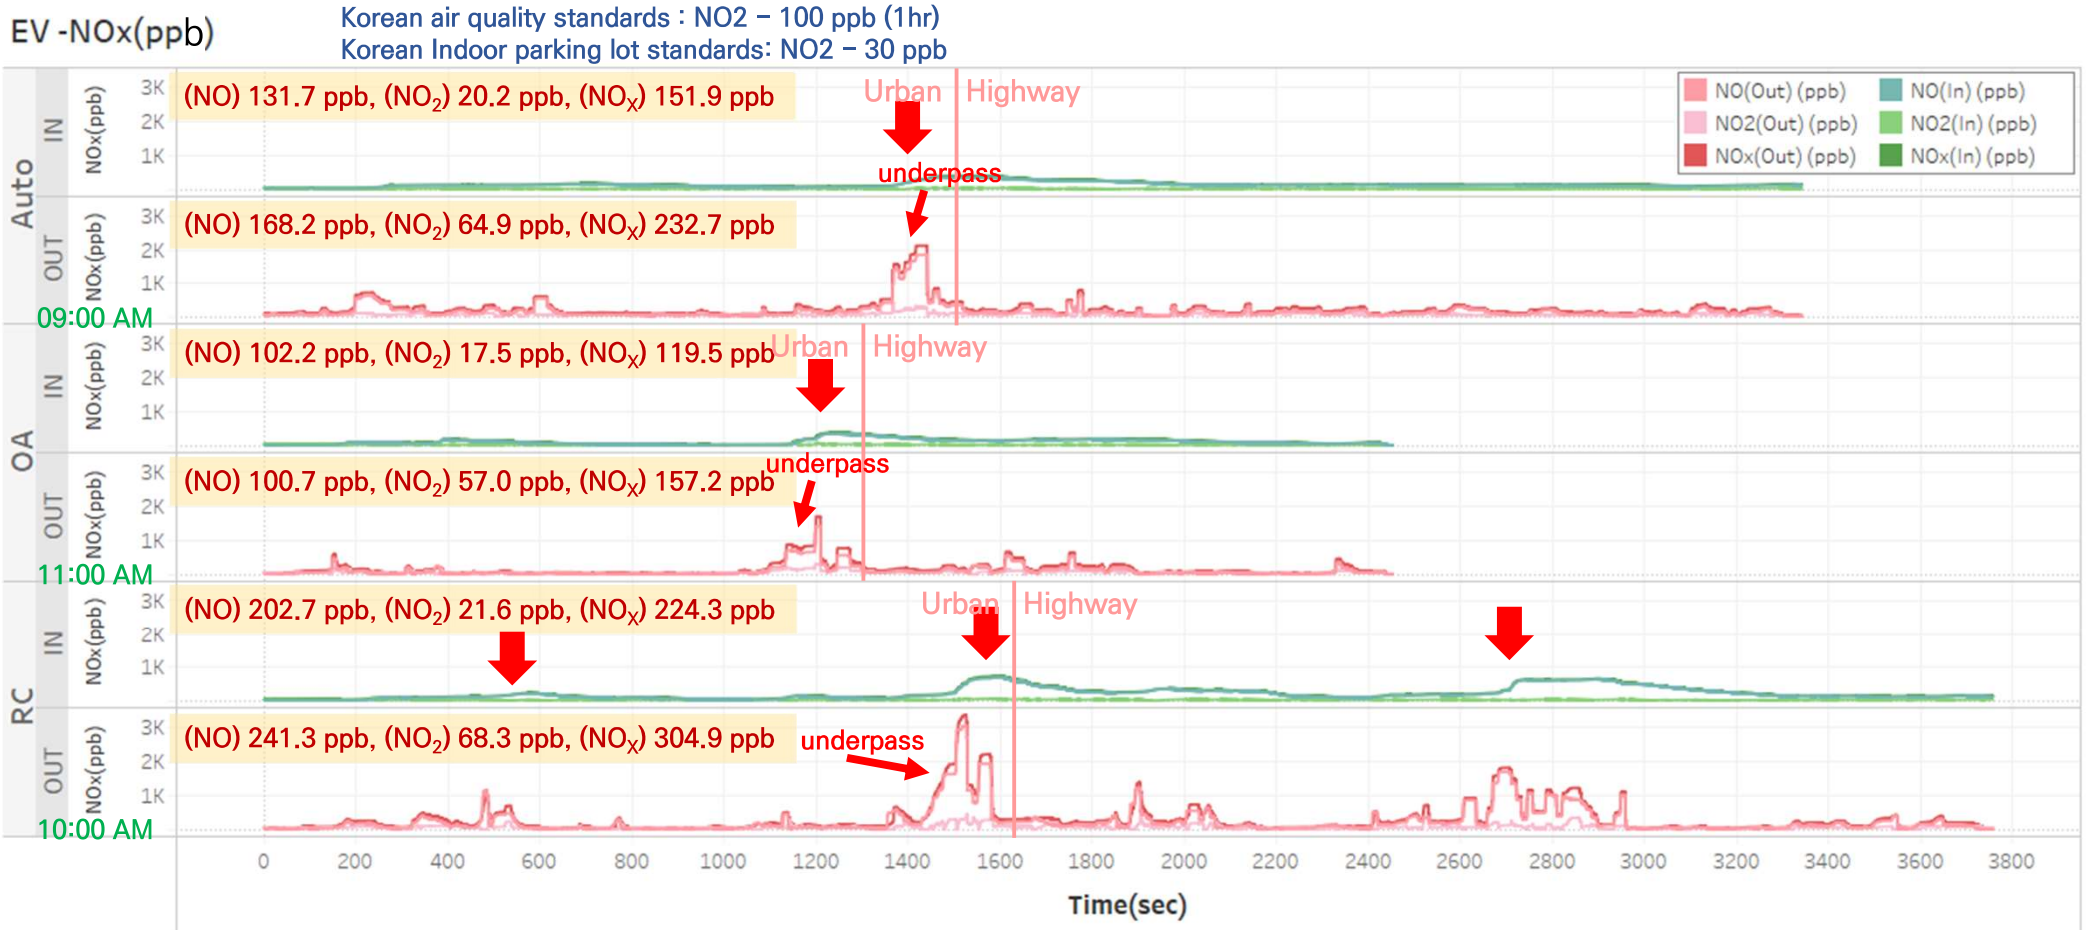 EV -NOx(ppb)
Korean air quality standards : NO2 – 100 ppb (1hr)
Korean Indoor parking lot standards: NO2 – 30 ppb
Auto
IN
NOx(ppb)
3K
2K
1K
(NO) 131.7 ppb, (NO₂) 20.2 ppb, (NOX) 151.9 ppb
Urban
Highway
underpass
NO(Out) (ppb)
NO(In) (ppb)
NO2(Out) (ppb)
NO2(In) (ppb)
NOx(Out) (ppb)
NOx(In) (ppb)
OUT
NOx(ppb)
3K
2K
1K
(NO) 168.2 ppb, (NO₂) 64.9 ppb, (NOX) 232.7 ppb
09:00 AM
OA
IN
NOx(ppb)
3K
2K
1K
(NO) 102.2 ppb, (NO₂) 17.5 ppb, (NOX) 119.5 ppb
Urban
Highway
OUT
NOx(ppb)
3K
2K
1K
(NO) 100.7 ppb, (NO₂) 57.0 ppb, (NOX) 157.2 ppb
underpass
11:00 AM
RC
IN
NOx(ppb)
3K
2K
1K
(NO) 202.7 ppb, (NO₂) 21.6 ppb, (NOX) 224.3 ppb
Urban
Highway
OUT
NOx(ppb)
3K
2K
1K
(NO) 241.3 ppb, (NO₂) 68.3 ppb, (NOX) 304.9 ppb
underpass
10:00 AM
0 200 400 600 800 1000 1200 1400 1600 1800 2000 2200 2400 2600 2800 3000 3200 3400 3600 3800
Time(sec)